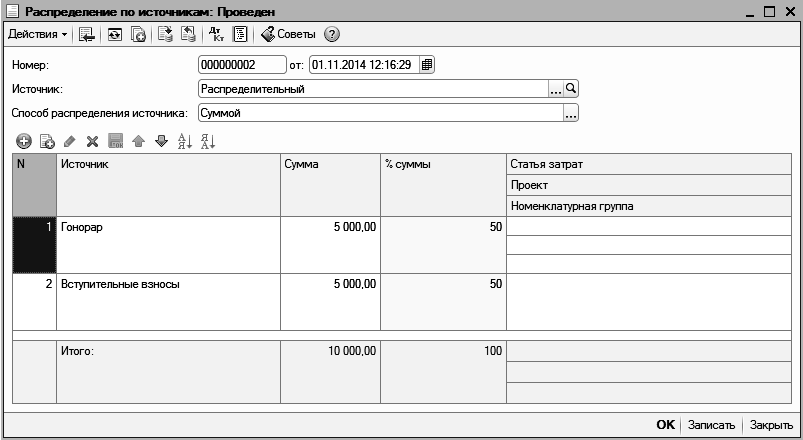 Распределение по источникам: Проведен
Действия Дт Кт Советы ?
Номер: 000000002 от: 01.11.2014 12:16:29
Источник: Распределительный ...
Способ распределения источника: Суммой ...
А Я Я А
N Источник Сумма % суммы Статья затрат
Проект
Номенклатурная группа
1 Гонорар 5 000,00 50
2 Вступительные взносы 5 000,00 50
Итого: 10 000,00 100
OK Записать Закрыть